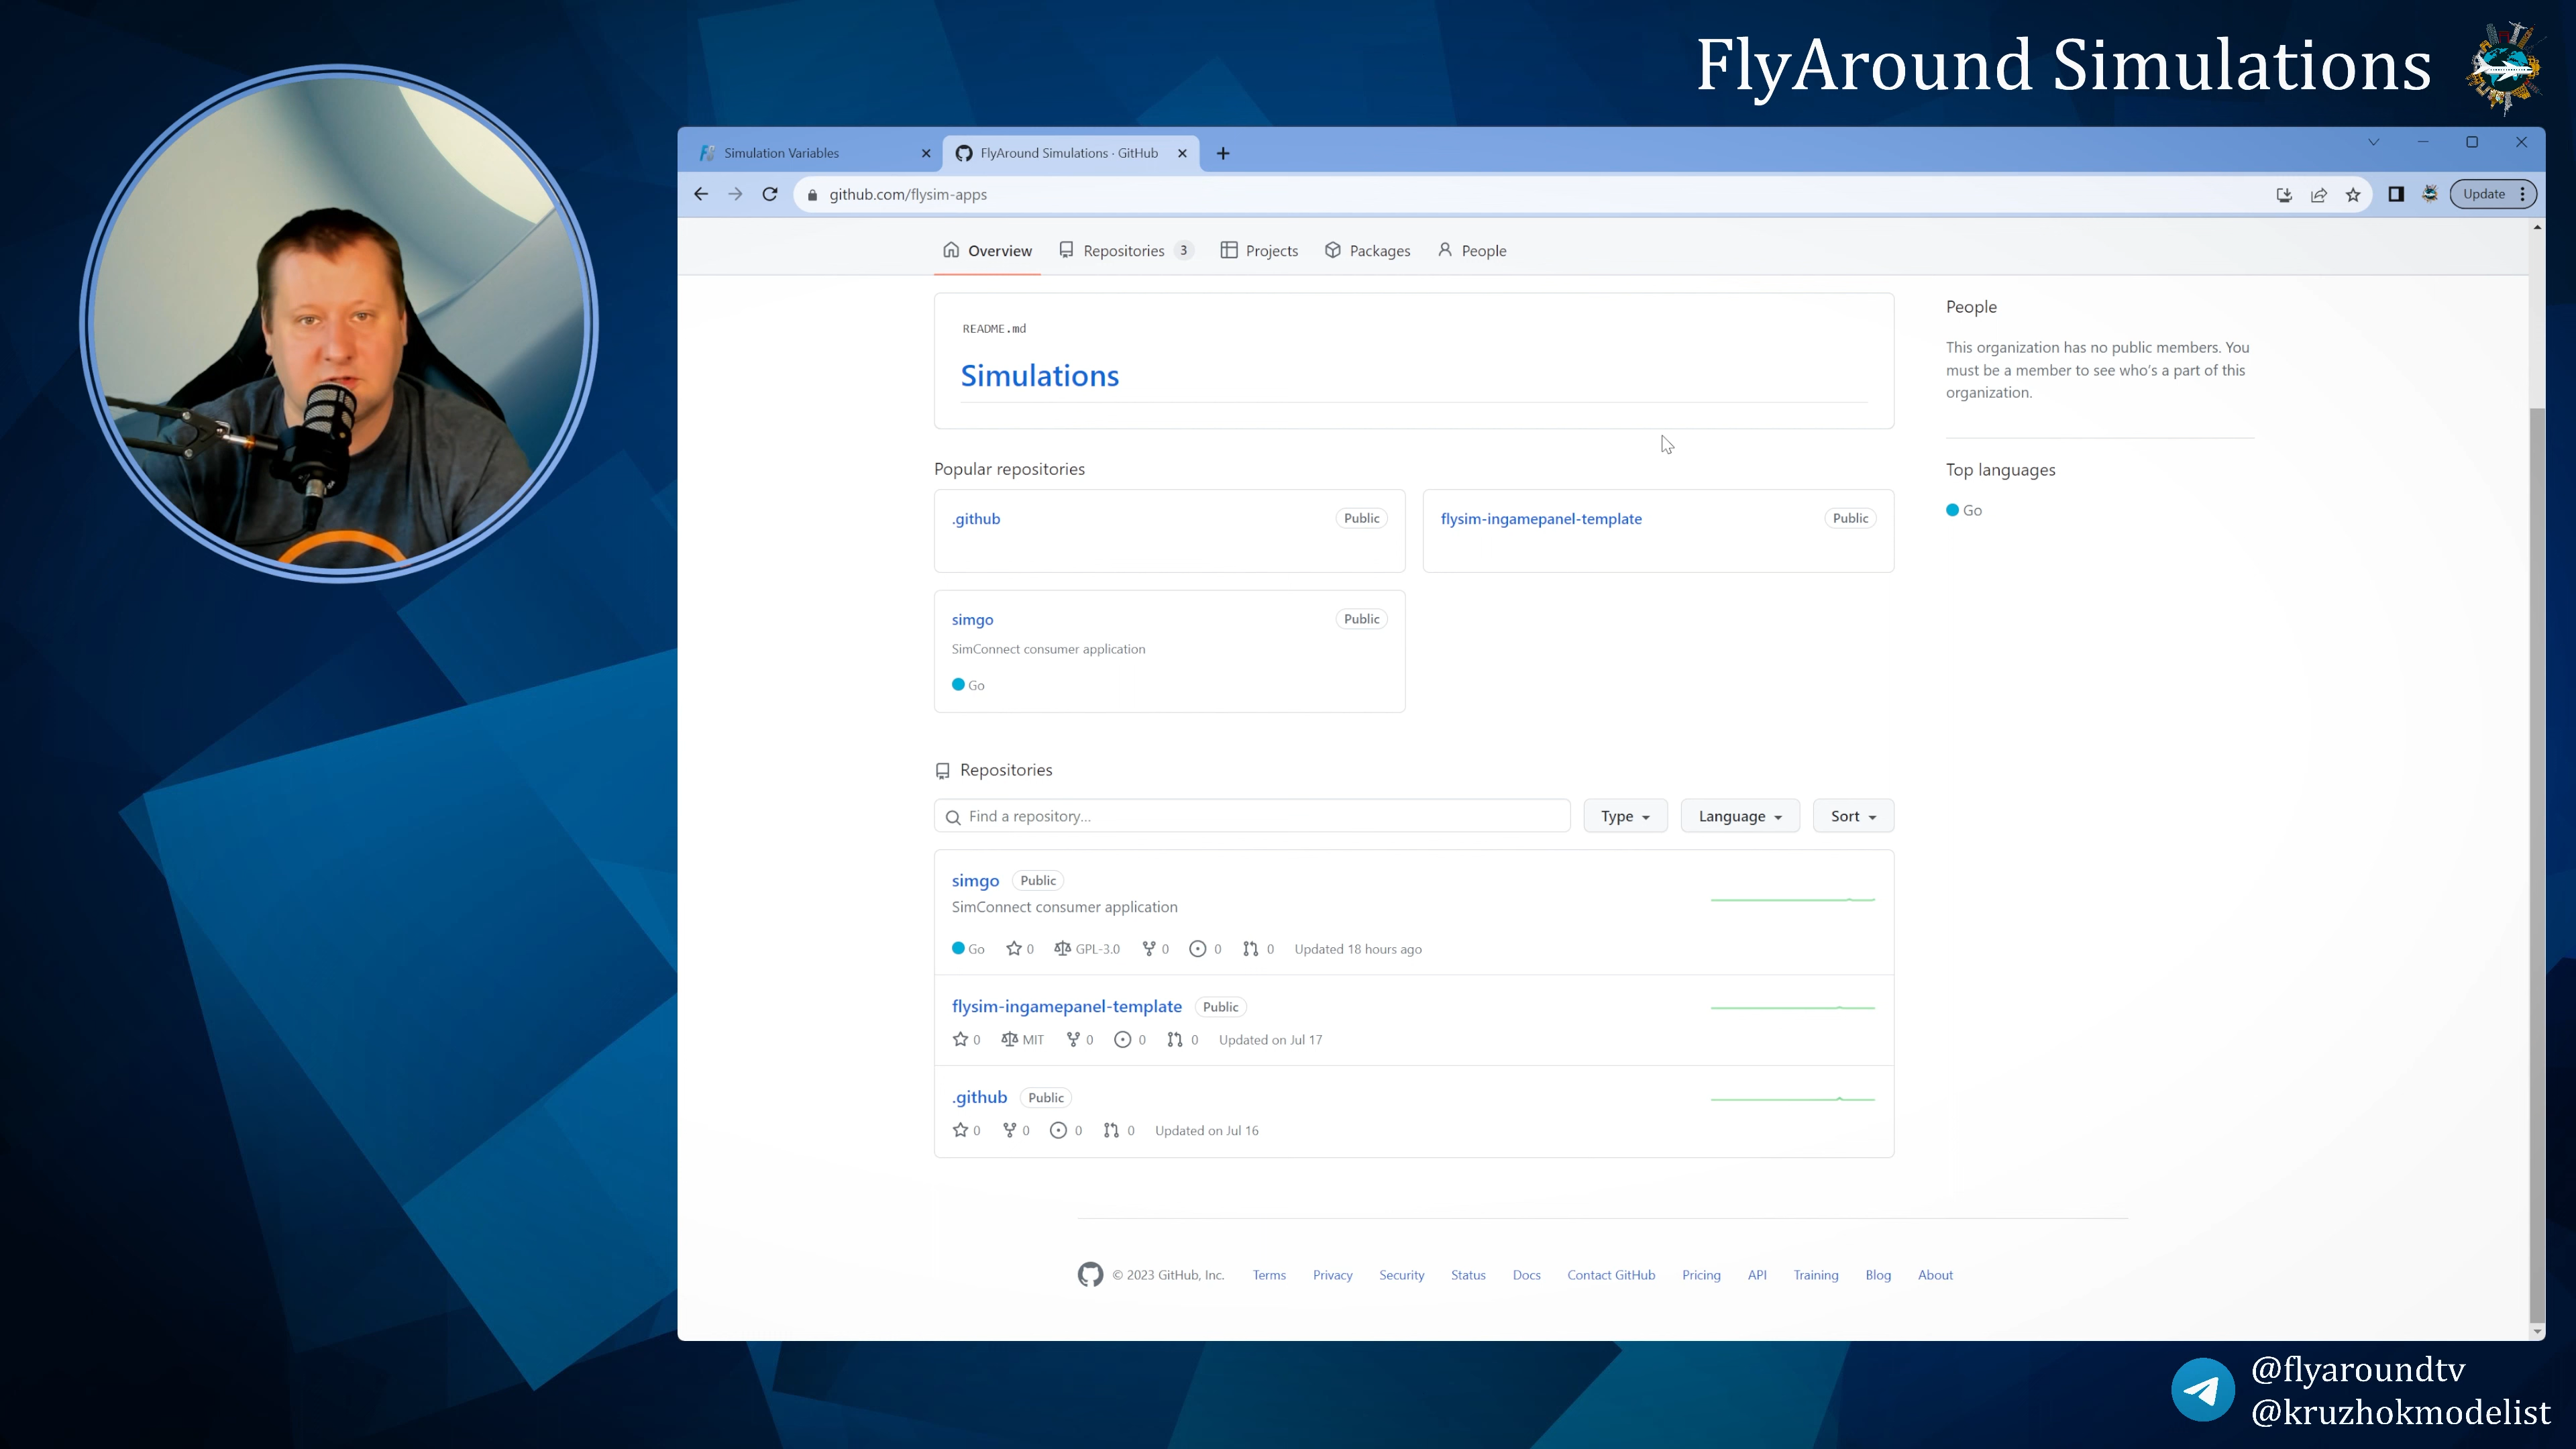 FlyAround Simulations
Simulation Variables
FlyAround Simulations · GitHub
github.com/flysim-apps
Update
Overview
Repositories 3
Projects
Packages
People
README.md
Simulations
People
This organization has no public members. You
must be a member to see who's a part of this
organization.
Popular repositories
.github
Public
flysim-ingamepanel-template
Public
Top languages
Go
simgo
Public
SimConnect consumer application
Go
Repositories
Find a repository...
Type
Language
Sort
simgo Public
SimConnect consumer application
Go 0 GPL-3.0 0 0 0 Updated 18 hours ago
flysim-ingamepanel-template Public
0 MIT 0 0 0 Updated on Jul 17
.github Public
0 0 0 0 Updated on Jul 16
© 2023 GitHub, Inc. Terms Privacy Security Status Docs Contact GitHub Pricing API Training Blog About
@flyaroundtv
@kruzhokmodelist